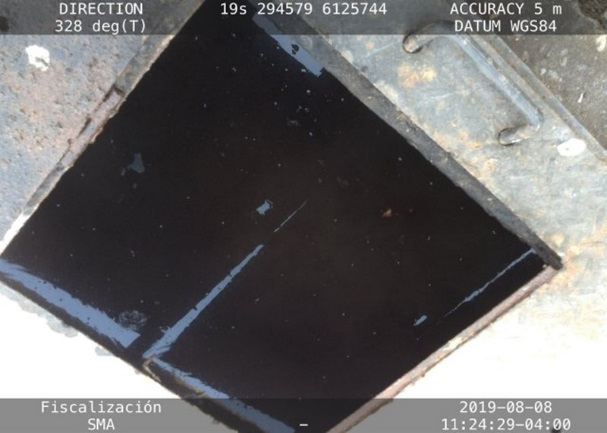 DIRECTION
328 deg(T)
19s 294579 6125744
ACCURACY 5 m
DATUM WGS84
Fiscalización
SMA
–
2019-08-08
11:24:29-04:00